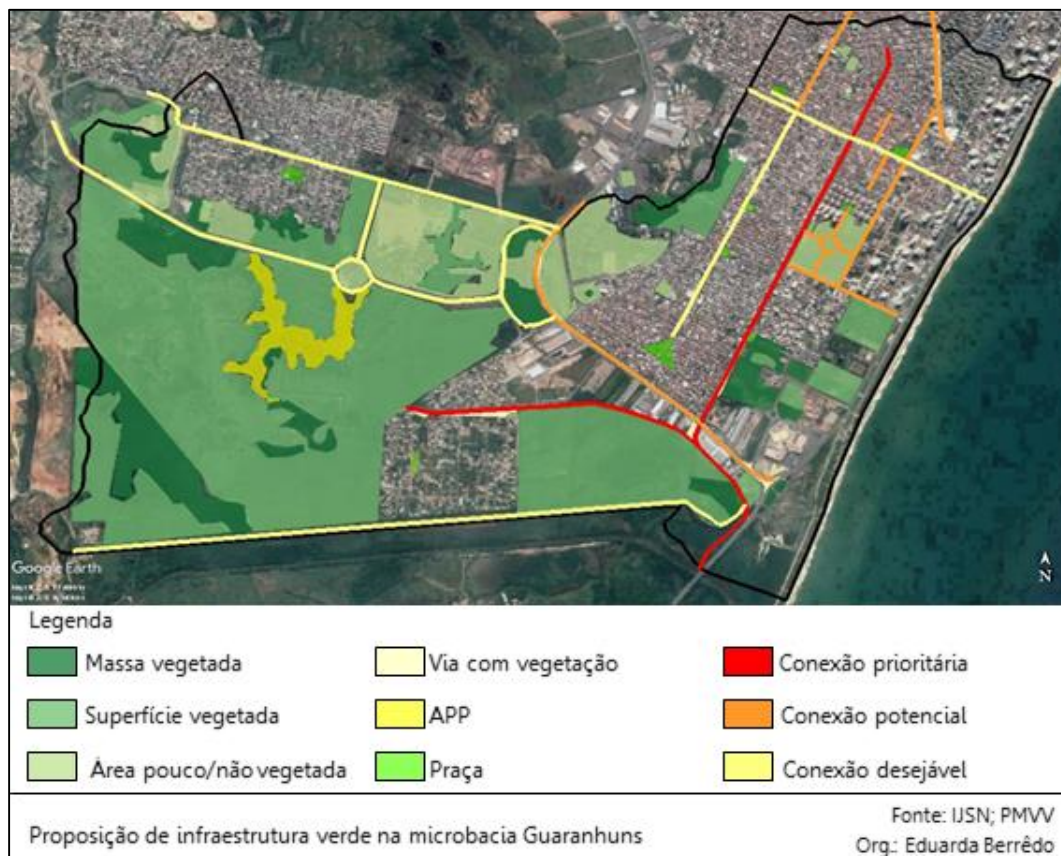 Google Earth
N
Legenda
Massa vegetada Via com vegetação Conexão prioritária
Superfície vegetada APP Conexão potencial
Área pouco/não vegetada Praça Conexão desejável
Proposição de infraestrutura verde na microbacia Guaranhuns
Fonte: IJSN; PMVV
Org.: Eduarda Berrêdo